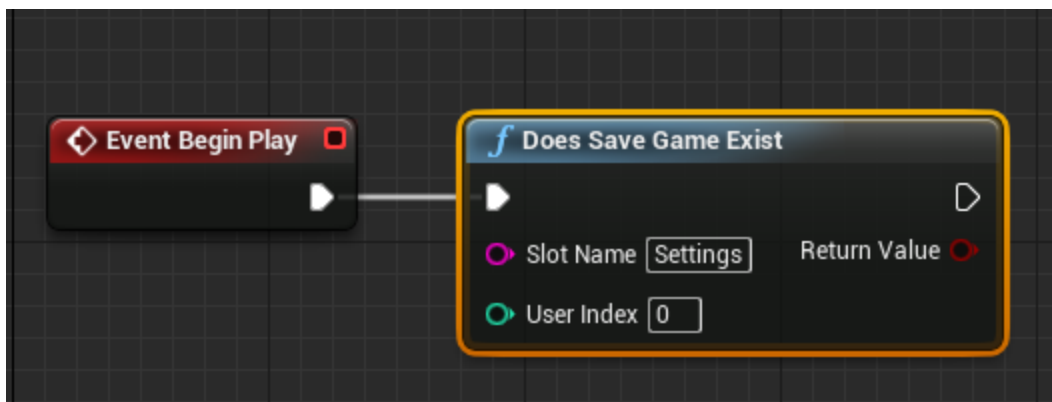 Event Begin Play
f Does Save Game Exist
Slot Name Settings Return Value
User Index 0